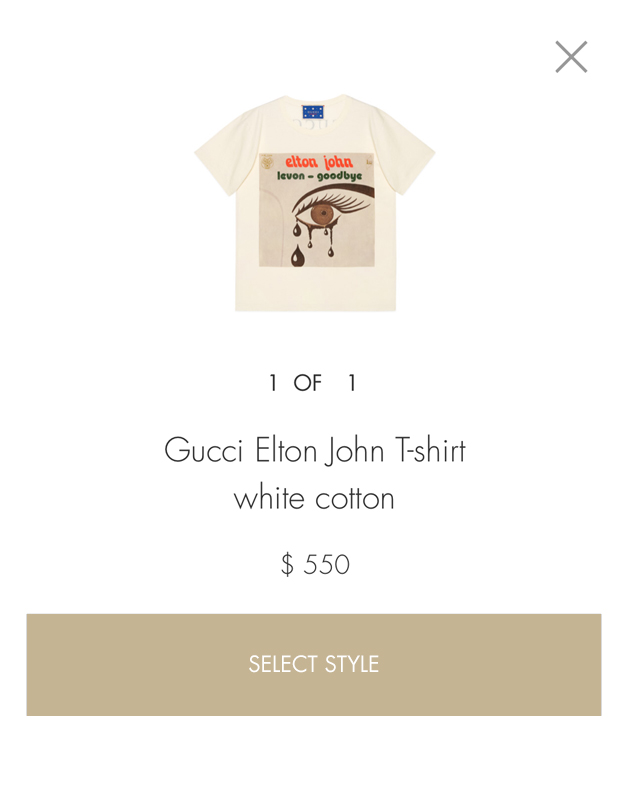 elton john
levon - goodbye
1 OF 1
Gucci Elton John T-shirt
white cotton
$ 550
SELECT STYLE